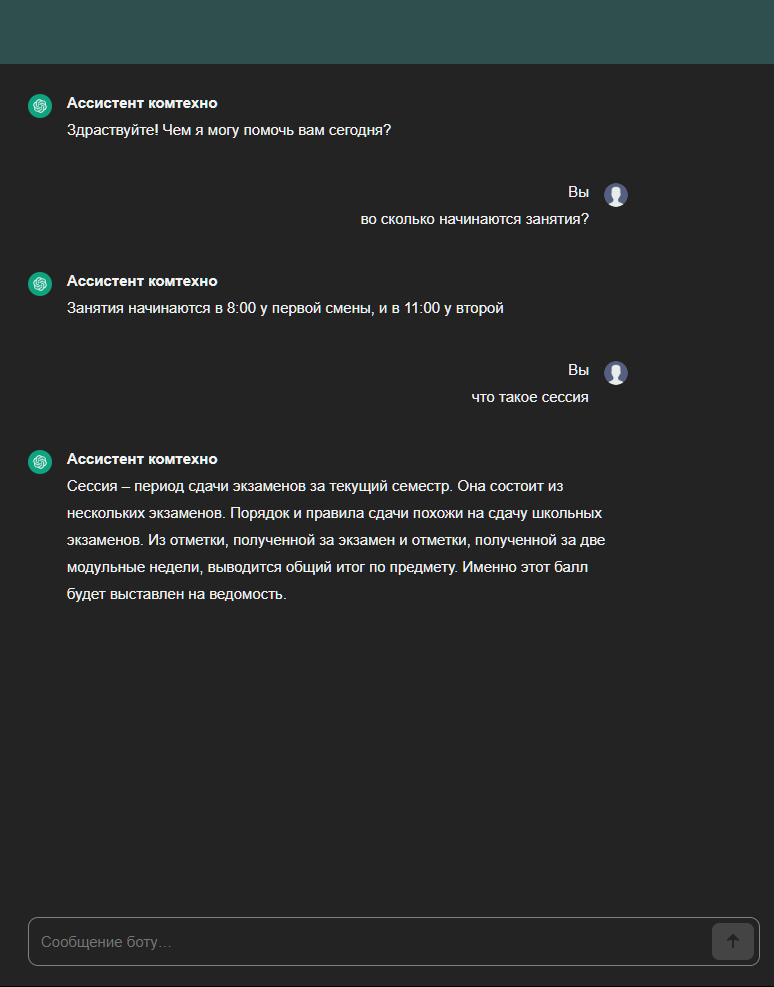 Ассистент комтехно
Здраствуйте! Чем я могу помочь вам сегодня?
Вы
во сколько начинаются занятия?
Ассистент комтехно
Занятия начинаются в 8:00 у первой смены, и в 11:00 у второй
Вы
что такое сессия
Ассистент комтехно
Сессия – период сдачи экзаменов за текущий семестр. Она состоит из
нескольких экзаменов. Порядок и правила сдачи похожи на сдачу школьных
экзаменов. Из отметки, полученной за экзамен и отметки, полученной за две
модульные недели, выводится общий итог по предмету. Именно этот балл
будет выставлен на ведомость.
Сообщение боту…